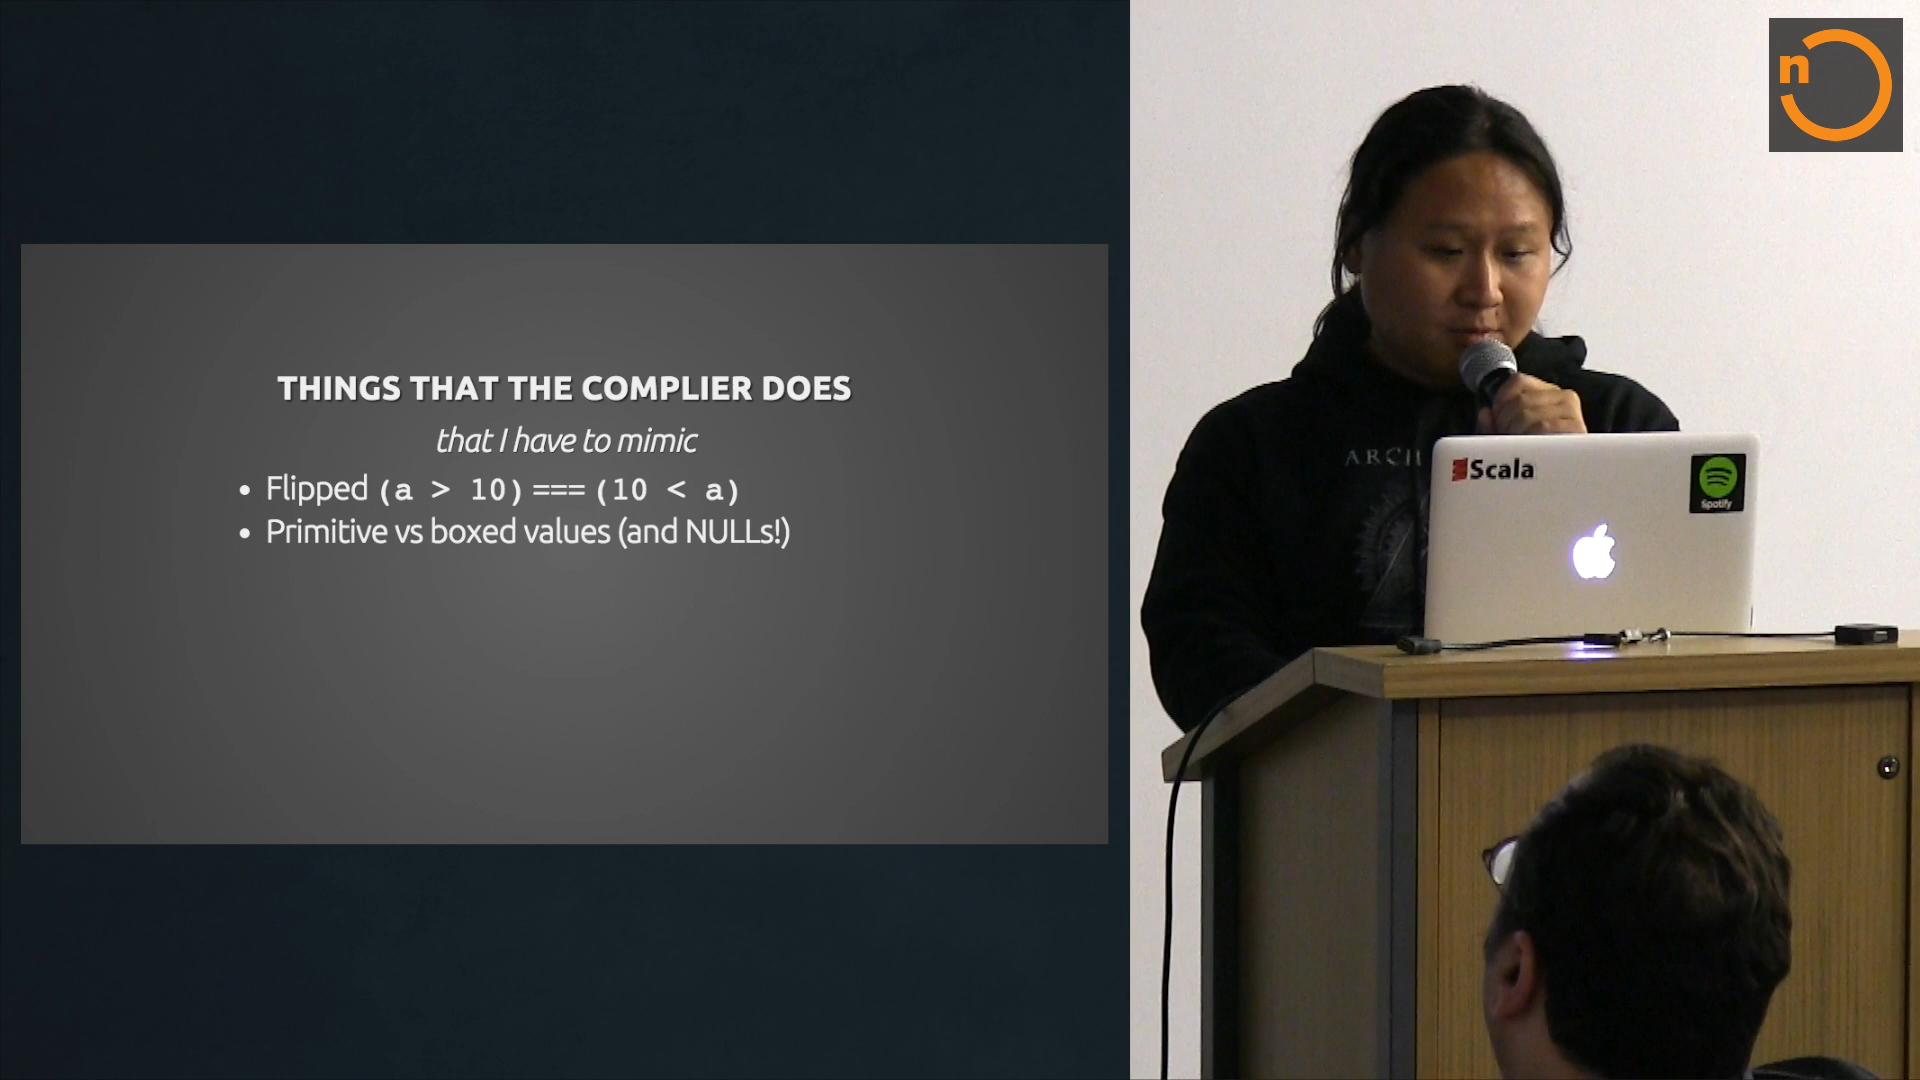 THINGS THAT THE COMPLIER DOES
that I have to mimic
• Flipped (a > 10) === (10 < a)
• Primitive vs boxed values (and NULLs!)
n
ARCH
Scala
Spotify